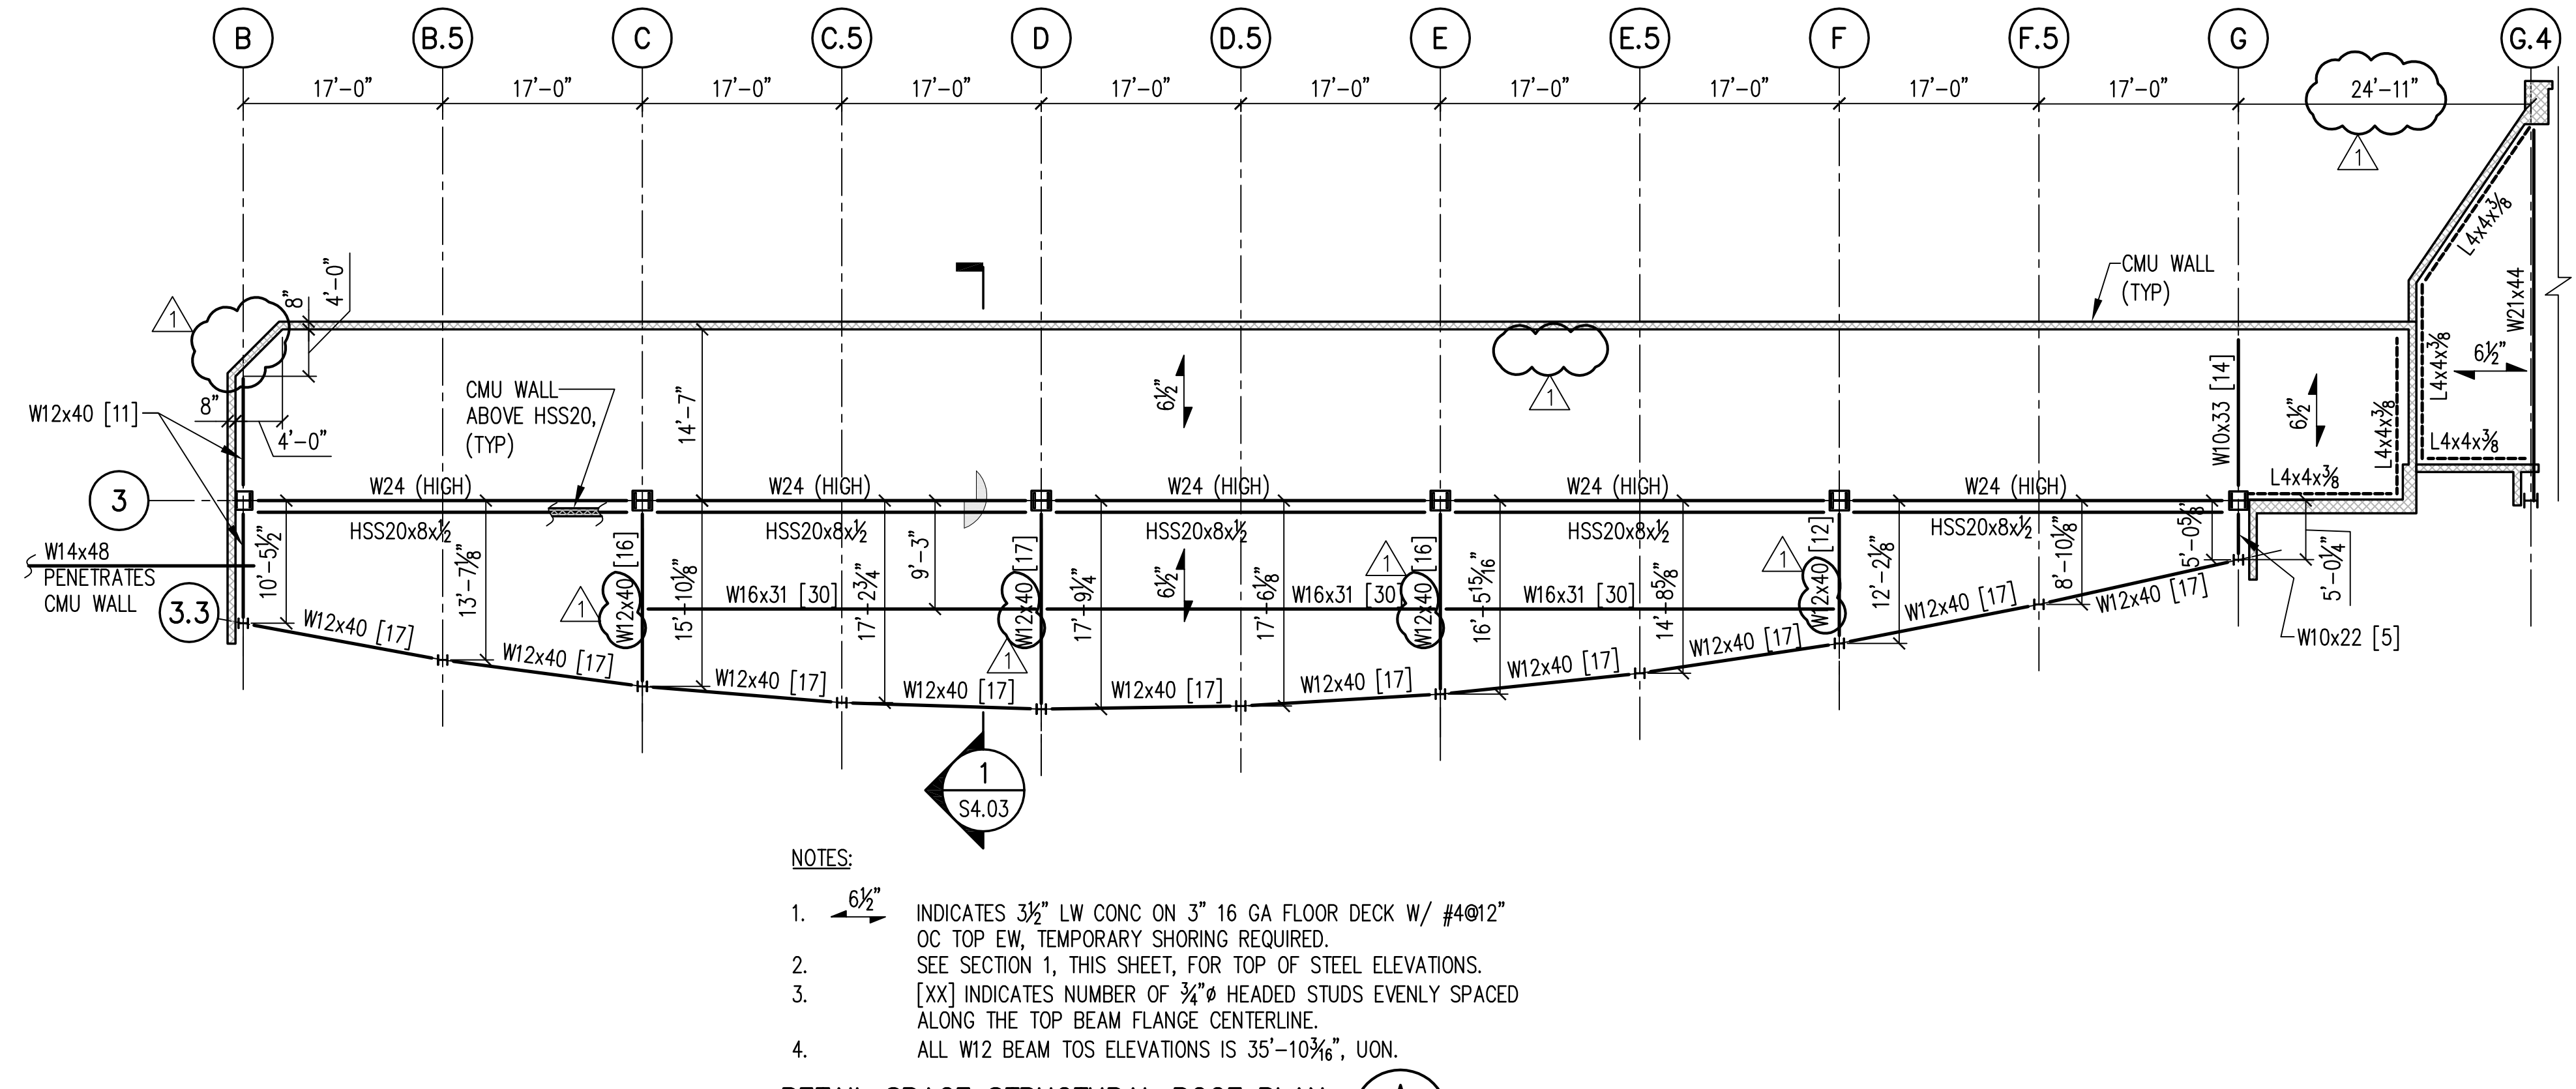 B B.5 C C.5 D D.5 E E.5 F F.5 G G.4
17'-0" 17'-0" 17'-0" 17'-0" 17'-0" 17'-0" 17'-0" 17'-0" 17'-0" 17'-0" 24'-11"
1
L4x4x3/8
CMU WALL
(TYP)
W21x44
8"
4'-0"
1
8"
4'-0"
W12x40 [11]
CMU WALL
ABOVE HSS20,
(TYP)
14'-7"
6½"
1
W10x33 [14]
6½"
L4x4x3/8
L4x4x3/8
6½"
L4x4x3/8
L4x4x3/8
3
W24 (HIGH) W24 (HIGH) W24 (HIGH) W24 (HIGH) W24 (HIGH)
HSS20x8x½ HSS20x8x½ HSS20x8x½ HSS20x8x½ HSS20x8x½
W14x48
PENETRATES
CMU WALL
3.3
10'-5½"
13'-7⅛"
W12x40 [16]
1
15'-10⅛"
17'-2¾"
9'-3"
W12x40 [17]
1
17'-9¼"
6½"
17'-6⅛"
W12x40 [16]
1
16'-5 15/16"
14'-8⅝"
W12x40 [12]
1
12'-2⅛"
8'-10⅛"
5'-0⅝"
5'-0¼"
W16x31 [30] W16x31 [30] W16x31 [30]
W10x22 [5]
W12x40 [17] W12x40 [17] W12x40 [17] W12x40 [17] W12x40 [17] W12x40 [17] W12x40 [17] W12x40 [17] W12x40 [17] W12x40 [17]
1
S4.03
NOTES:
1. 6½" INDICATES 3½" LW CONC ON 3" 16 GA FLOOR DECK W/ #4@12"
OC TOP EW, TEMPORARY SHORING REQUIRED.
2. SEE SECTION 1, THIS SHEET, FOR TOP OF STEEL ELEVATIONS.
3. [XX] INDICATES NUMBER OF ¾"ø HEADED STUDS EVENLY SPACED
ALONG THE TOP BEAM FLANGE CENTERLINE.
4. ALL W12 BEAM TOS ELEVATIONS IS 35'-10 3/16", UON.